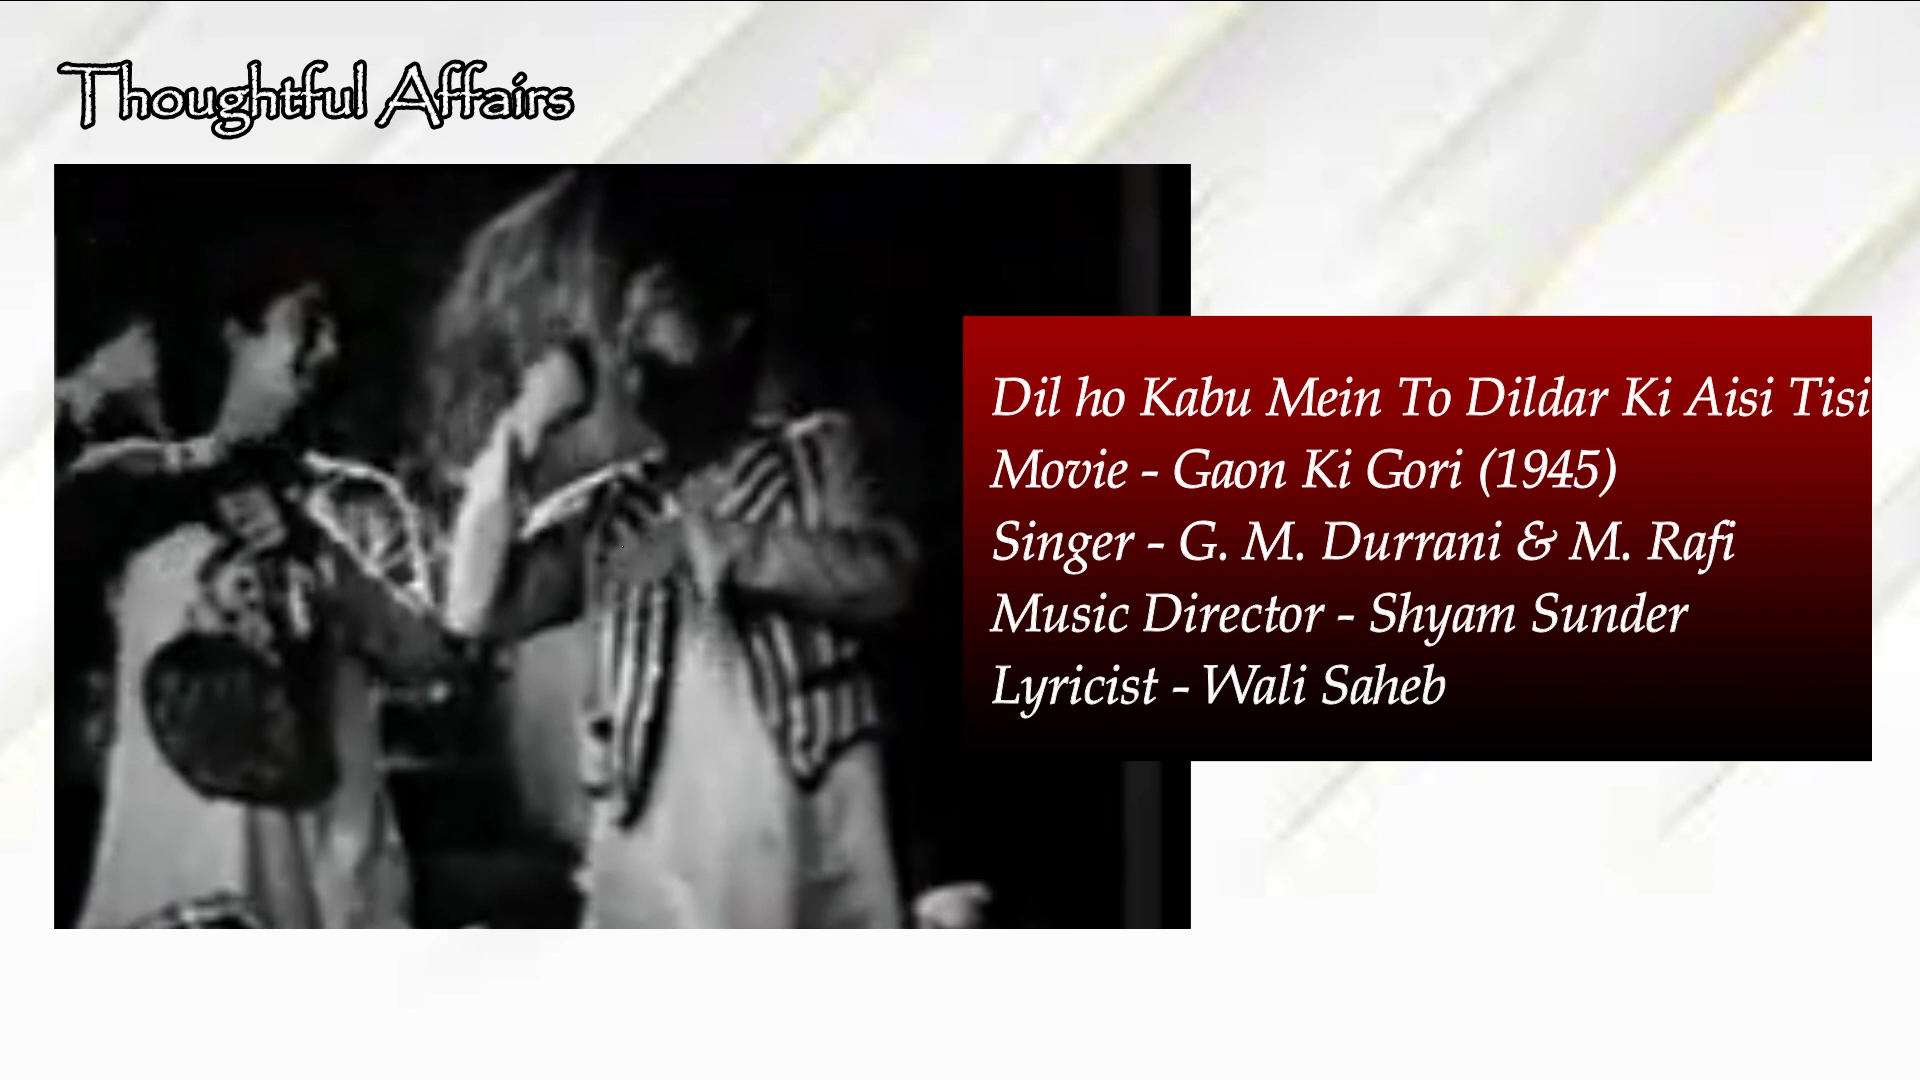 Thoughtful Affairs
Dil ho Kabu Mein To Dildar Ki Aisi Tisi
Movie - Gaon Ki Gori (1945)
Singer - G. M. Durrani & M. Rafi
Music Director - Shyam Sunder
Lyricist - Wali Saheb